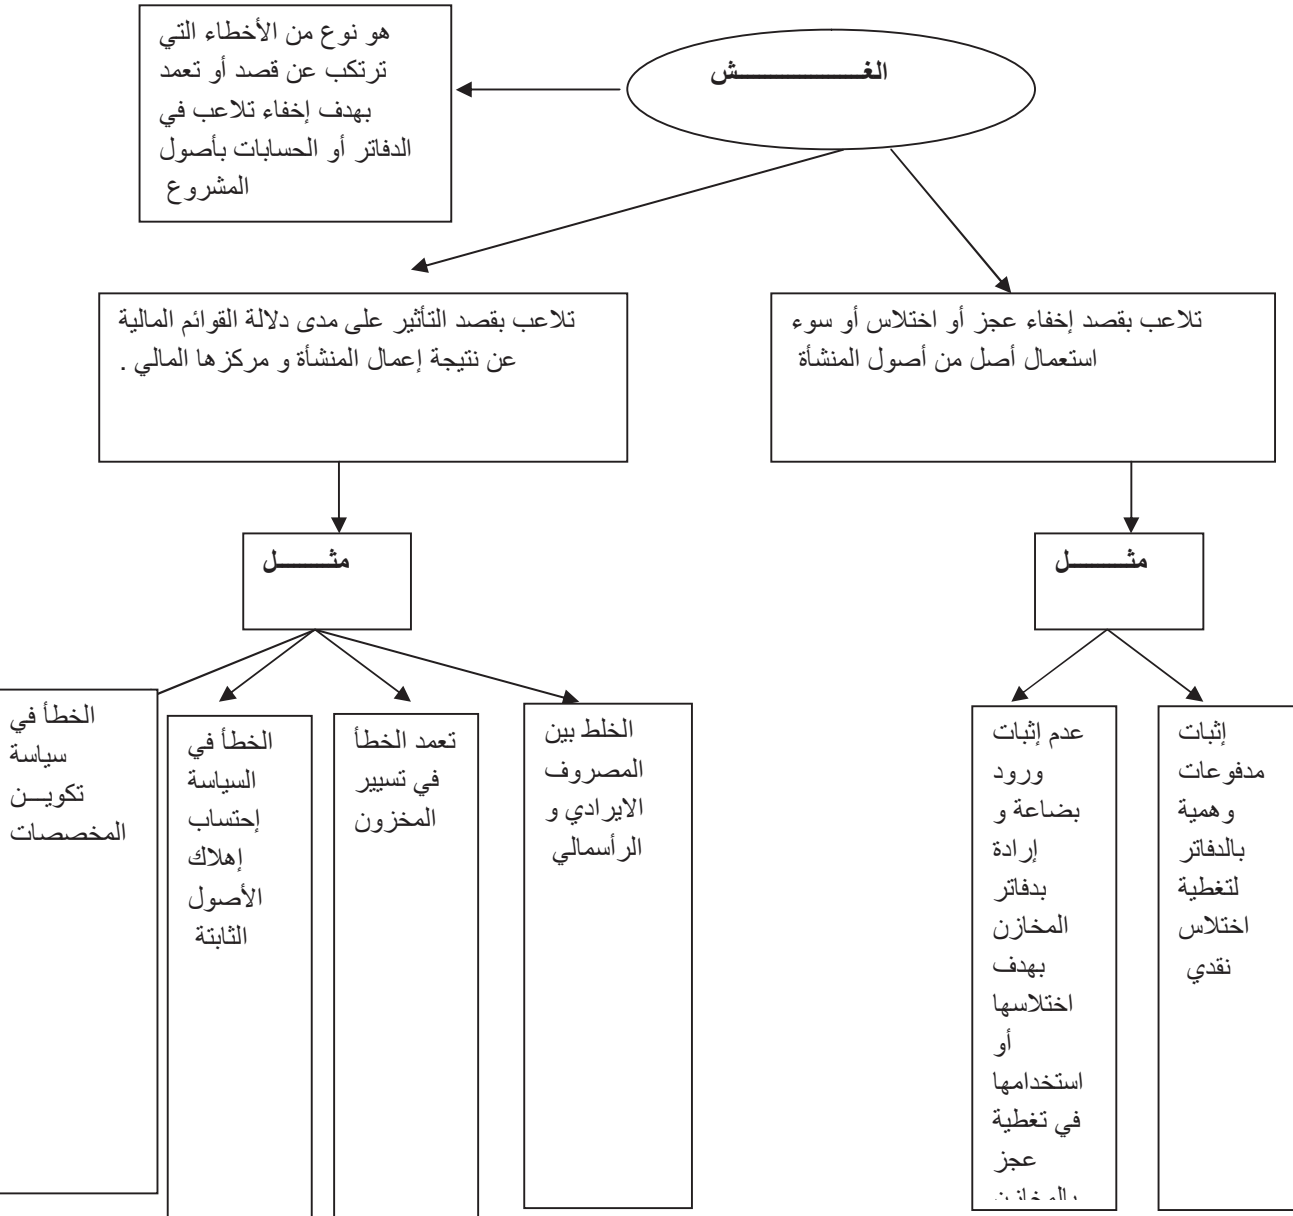 الغــــــــــــش
هو نوع من الأخطاء التي
ترتكب عن قصد أو تعمد
بهدف إخفاء تلاعب في
الدفاتر أو الحسابات بأصول
المشروع
تلاعب بقصد إخفاء عجز أو اختلاس أو سوء
استعمال أصل من أصول المنشأة
تلاعب بقصد التأثير على مدى دلالة القوائم المالية
عن نتيجة إعمال المنشأة و مركزها المالي .
مثـــــــل
مثـــــــل
إثبات
مدفوعات
وهمية
بالدفاتر
لتغطية
اختلاس
نقدي
عدم إثبات
ورود
بضاعة و
إرادة
بدفاتر
المخازن
بهدف
اختلاسها
أو
استخدامها
في تغطية
عجز
بالمخازن
الخلط بين
المصروف
الايرادي و
الرأسمالي
تعمد الخطأ
في تسيير
المخزون
الخطأ في
السياسة
إحتساب
إهلاك
الأصول
الثابتة
الخطأ في
سياسة
تكويــن
المخصصات